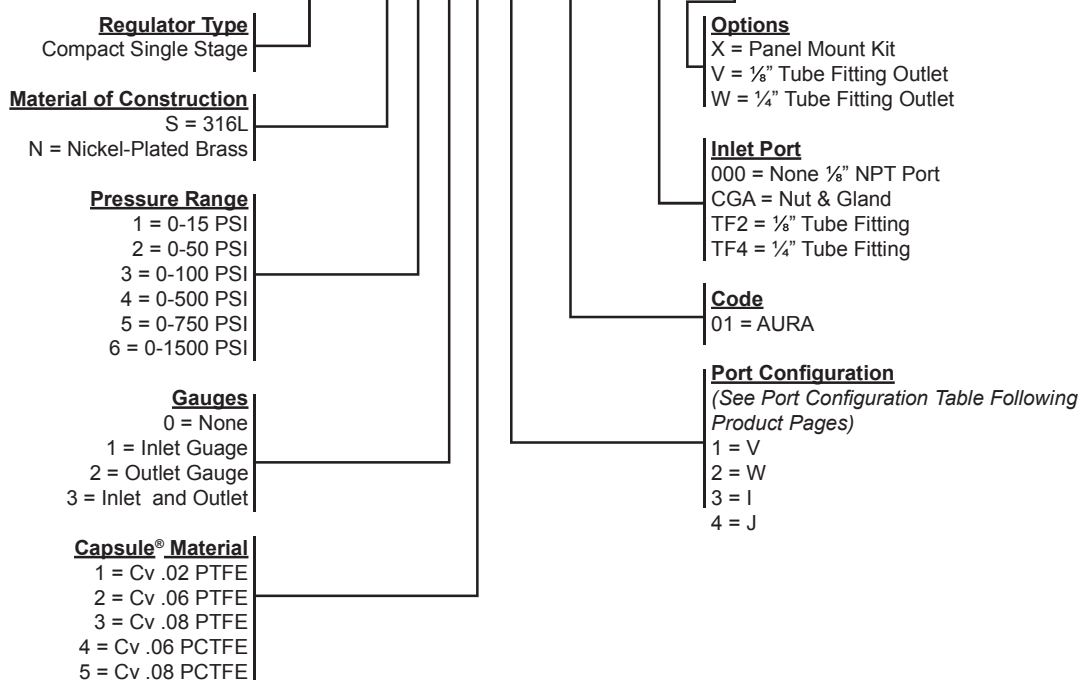 Regulator Type
Compact Single Stage
Material of Construction
S = 316L
N = Nickel-Plated Brass
Pressure Range
1 = 0-15 PSI
2 = 0-50 PSI
3 = 0-100 PSI
4 = 0-500 PSI
5 = 0-750 PSI
6 = 0-1500 PSI
Gauges
0 = None
1 = Inlet Guage
2 = Outlet Gauge
3 = Inlet and Outlet
Capsule® Material
1 = Cv .02 PTFE
2 = Cv .06 PTFE
3 = Cv .08 PTFE
4 = Cv .06 PCTFE
5 = Cv .08 PCTFE
Options
X = Panel Mount Kit
V = ⅛” Tube Fitting Outlet
W = ¼” Tube Fitting Outlet
Inlet Port
000 = None ⅛” NPT Port
CGA = Nut & Gland
TF2 = ⅛” Tube Fitting
TF4 = ¼” Tube Fitting
Code
01 = AURA
Port Configuration
(See Port Configuration Table Following
Product Pages)
1 = V
2 = W
3 = I
4 = J